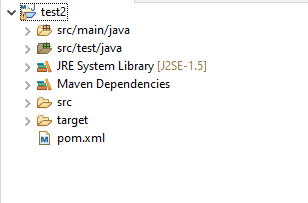 test2
src/main/java
src/test/java
JRE System Library [J2SE-1.5]
Maven Dependencies
src
target
pom.xml